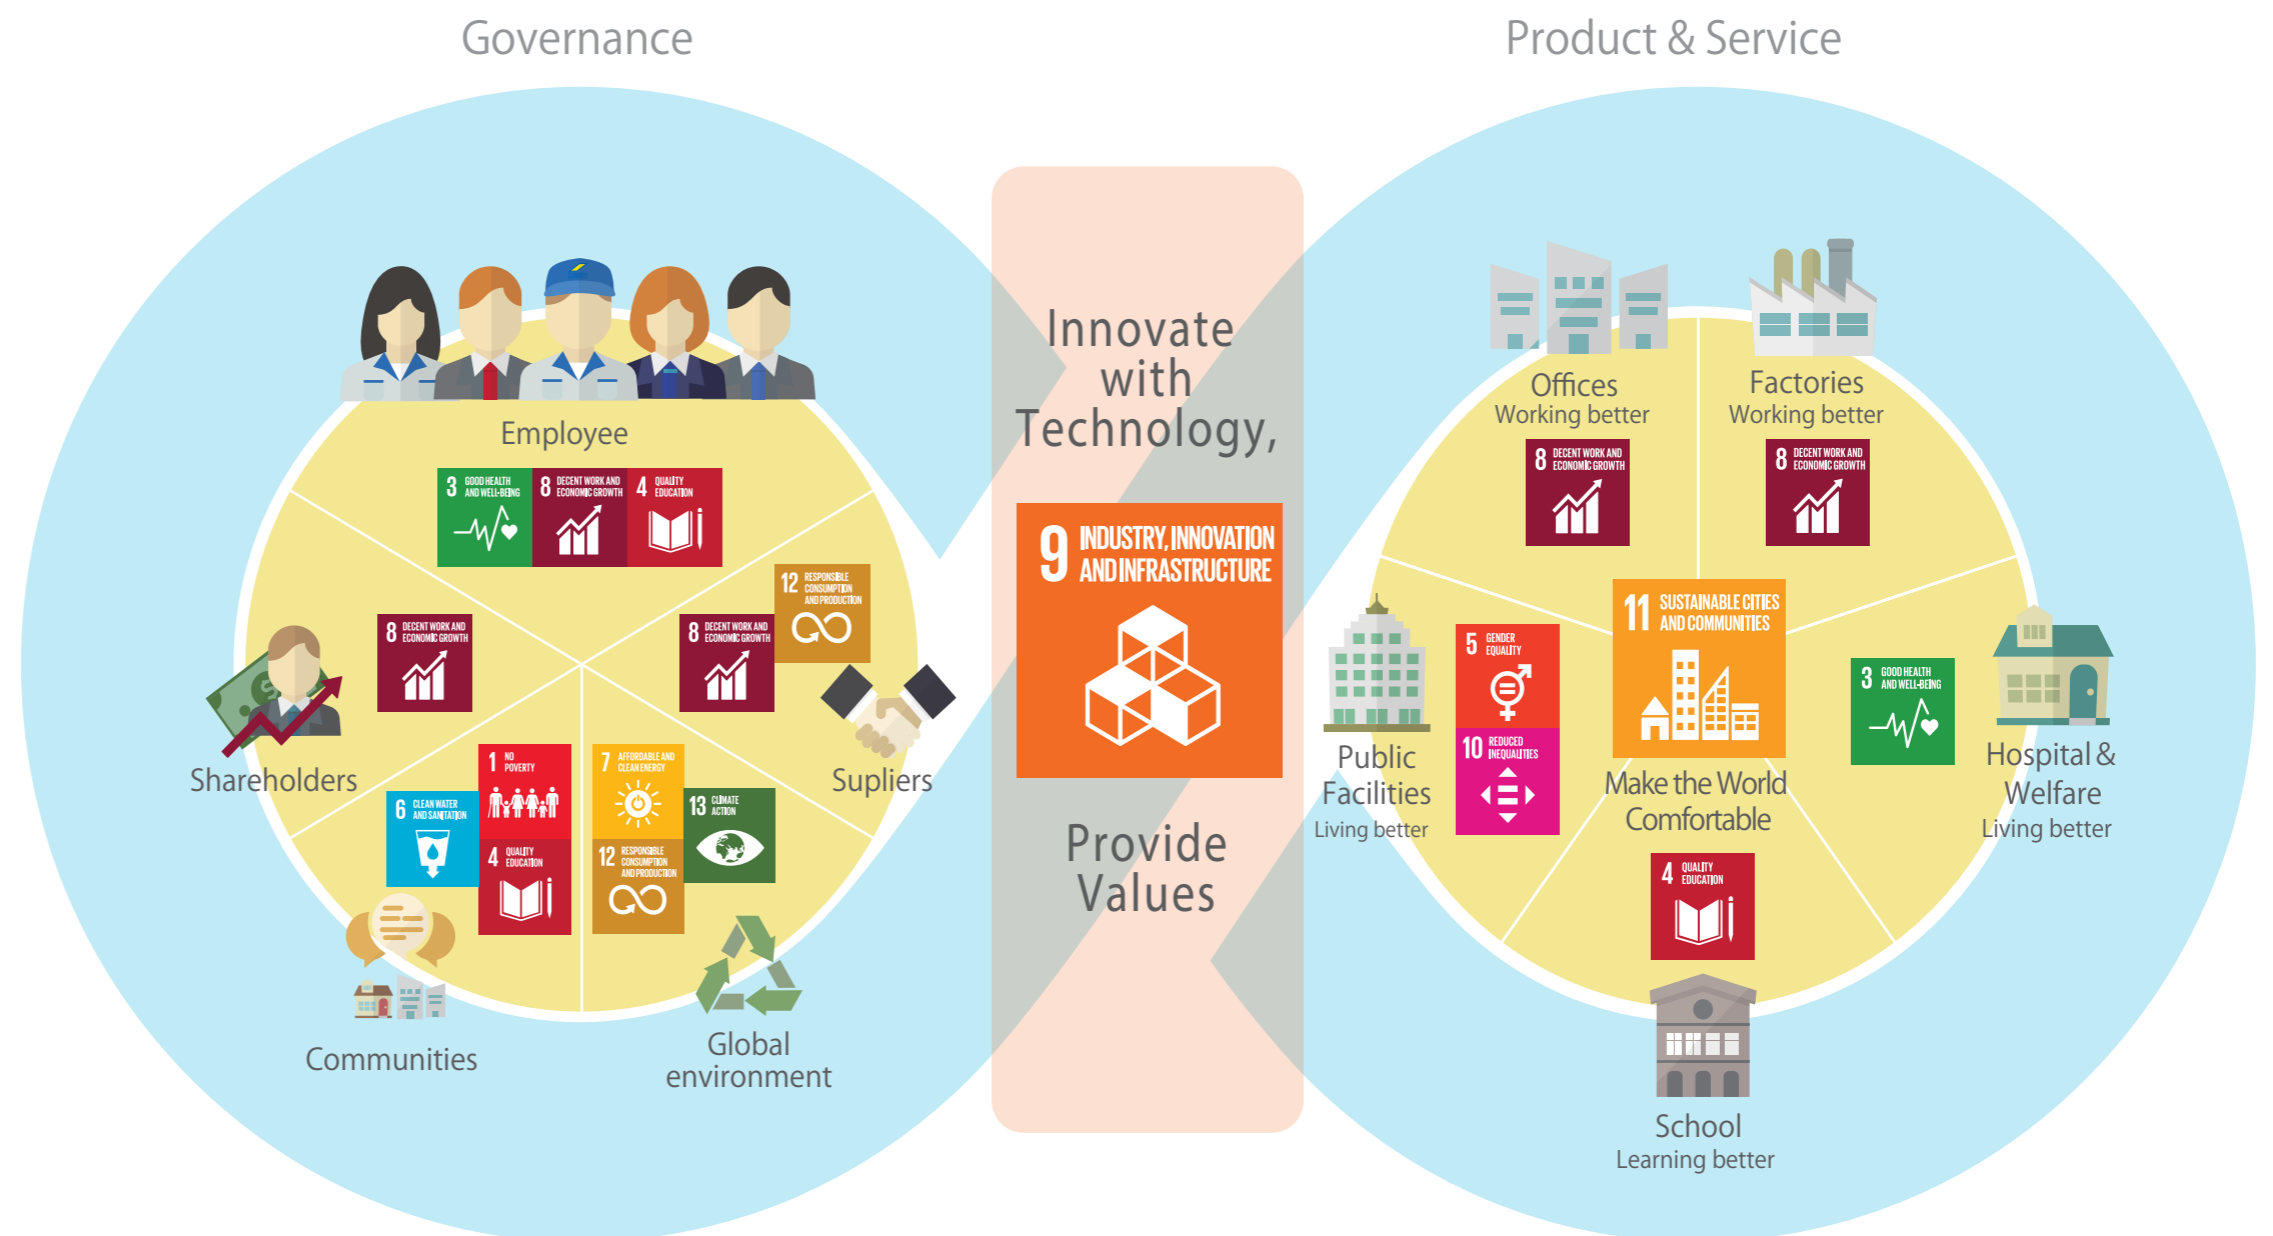 Governance
Product & Service
Employee
3 GOOD HEALTH
AND WELL-BEING
8 DECENT WORK AND
ECONOMIC GROWTH
4 QUALITY
EDUCATION
8 DECENT WORK AND
ECONOMIC GROWTH
Shareholders
8 DECENT WORK AND
ECONOMIC GROWTH
12 RESPONSIBLE
CONSUMPTION
AND PRODUCTION
Supliers
6 CLEAN WATER
AND SANITATION
1 NO
POVERTY
4 QUALITY
EDUCATION
Communities
7 AFFORDABLE AND
CLEAN ENERGY
13 CLIMATE
ACTION
12 RESPONSIBLE
CONSUMPTION
AND PRODUCTION
Global
environment
Innovate
with
Technology,
9 INDUSTRY, INNOVATION
AND INFRASTRUCTURE
Provide
Values
Offices
Working better
8 DECENT WORK AND
ECONOMIC GROWTH
Factories
Working better
8 DECENT WORK AND
ECONOMIC GROWTH
5 GENDER
EQUALITY
10 REDUCED
INEQUALITIES
Public
Facilities
Living better
11 SUSTAINABLE CITIES
AND COMMUNITIES
Make the World
Comfortable
3 GOOD HEALTH
AND WELL-BEING
Hospital &
Welfare
Living better
4 QUALITY
EDUCATION
School
Learning better